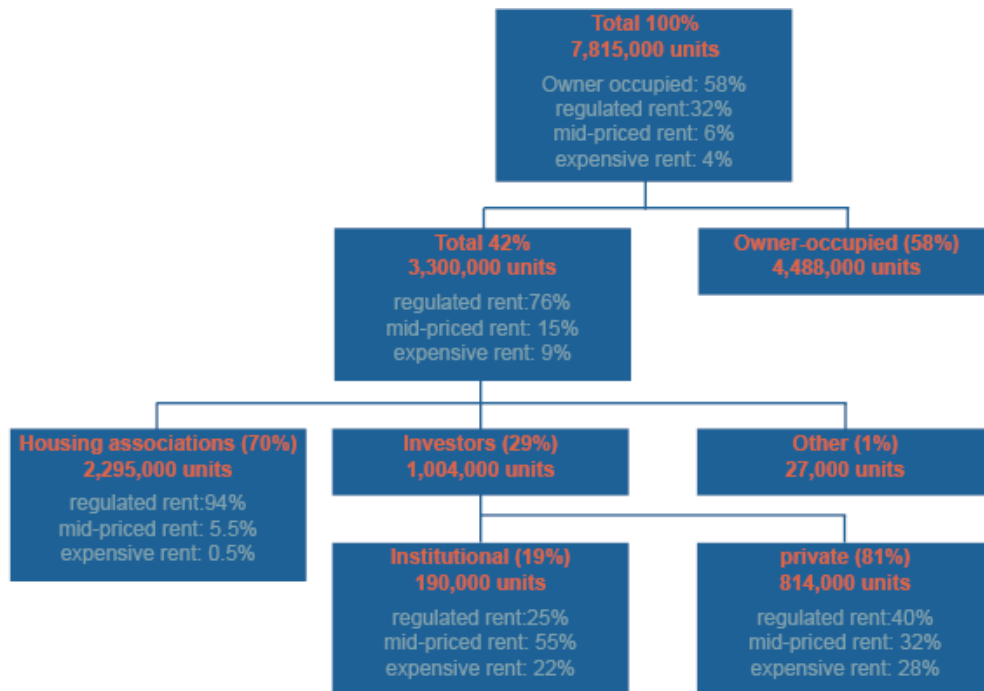 Total 100%
7,815,000 units
Owner occupied: 58%
regulated rent:32%
mid-priced rent: 6%
expensive rent: 4%
Total 42%
3,300,000 units
regulated rent:76%
mid-priced rent: 15%
expensive rent: 9%
Owner-occupied (58%)
4,488,000 units
Housing associations (70%)
2,295,000 units
regulated rent:94%
mid-priced rent: 5.5%
expensive rent: 0.5%
Investors (29%)
1,004,000 units
Other (1%)
27,000 units
Institutional (19%)
190,000 units
regulated rent:25%
mid-priced rent: 55%
expensive rent: 22%
private (81%)
814,000 units
regulated rent:40%
mid-priced rent: 32%
expensive rent: 28%